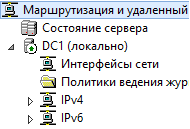 Маршрутизация и удаленный
Состояние сервера
DC1 (локально)
Интерфейсы сети
Политики ведения жур
IPv4
IPv6